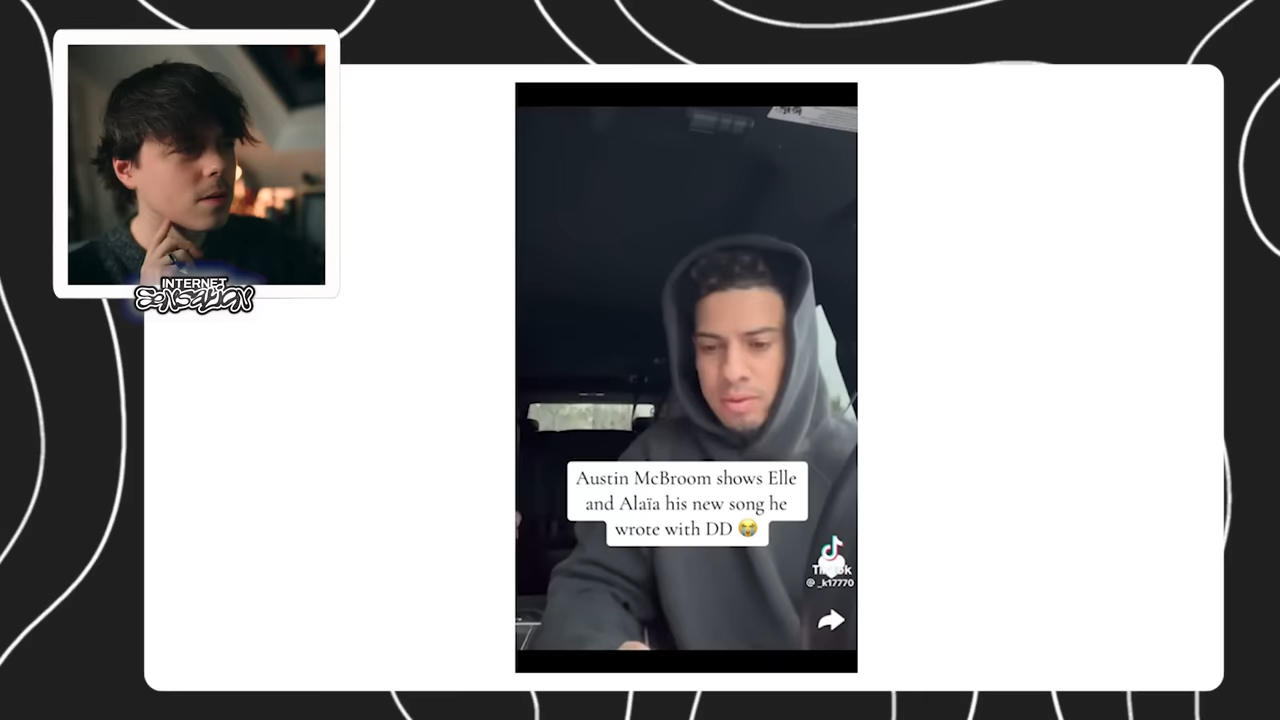 INTERNET
SENSATION
Austin McBroom shows Elle
and Alaïa his new song he
wrote with DD 😭
TikTok
@_k17770